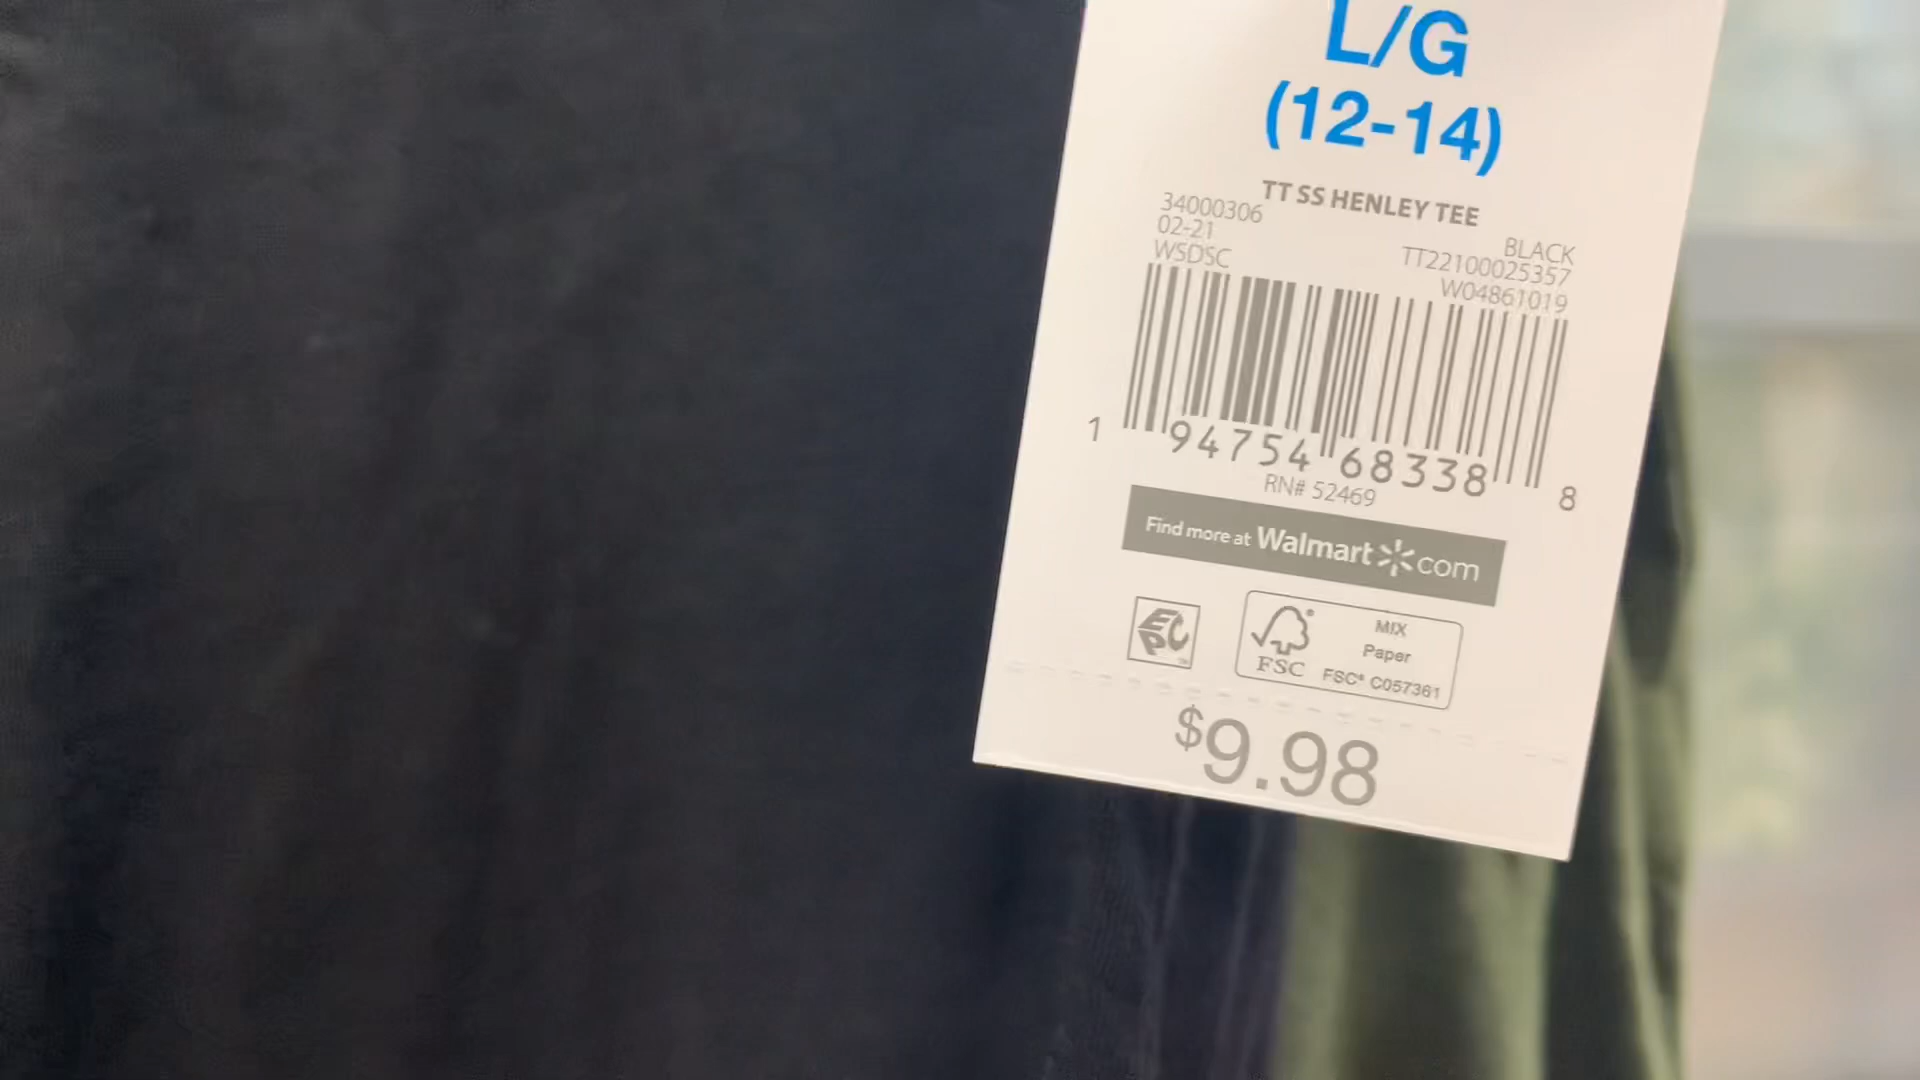 L/G
(12-14)
TT SS HENLEY TEE
34000306
02-21
W5DSC
BLACK
TT22100025357
W04861019
1 94754 68338 8
RN# 52469
Find more at Walmart com
EPC
FSC
MIX
Paper
FSC® C057361
$9.98